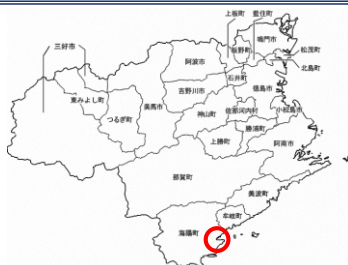 上板町
藍住町
鳴門市
三好市
板野町
松茂町
阿波市
北島町
石井町
徳島市
吉野川市
東みよし町
美馬市
佐那河内村
小松島市
つるぎ町
神山町
勝浦町
上勝町
阿南市
那賀町
美波町
牟岐町
海陽町